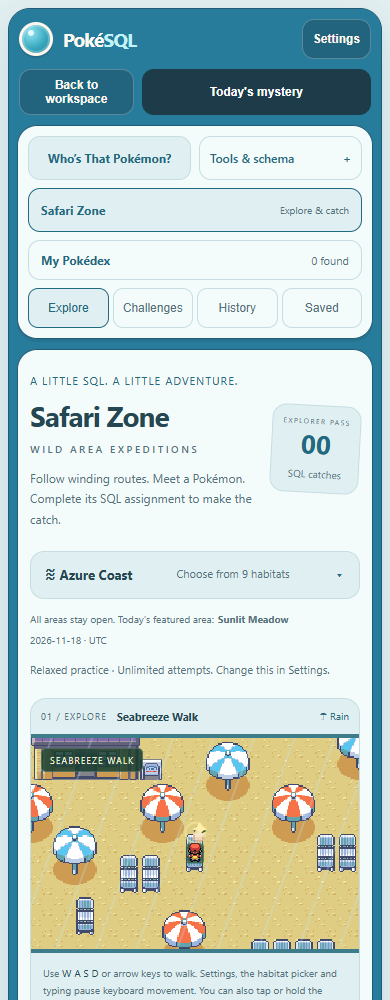 PokéSQL
Settings
Back to
workspace
Today's mystery
Who's That Pokémon?
Tools & schema +
Safari Zone Explore & catch
My Pokédex 0 found
Explore Challenges History Saved
A LITTLE SQL. A LITTLE ADVENTURE.
Safari Zone
WILD AREA EXPEDITIONS
Follow winding routes. Meet a Pokémon.
Complete its SQL assignment to make the
catch.
EXPLORER PASS
00
SQL catches
Azure Coast Choose from 9 habitats
All areas stay open. Today's featured area: Sunlit Meadow
2026-11-18 · UTC
Relaxed practice · Unlimited attempts. Change this in Settings.
01 / EXPLORE Seabreeze Walk ☂ Rain
SEABREEZE WALK
Use W A S D or arrow keys to walk. Settings, the habitat picker and
typing pause keyboard movement. You can also tap or hold the